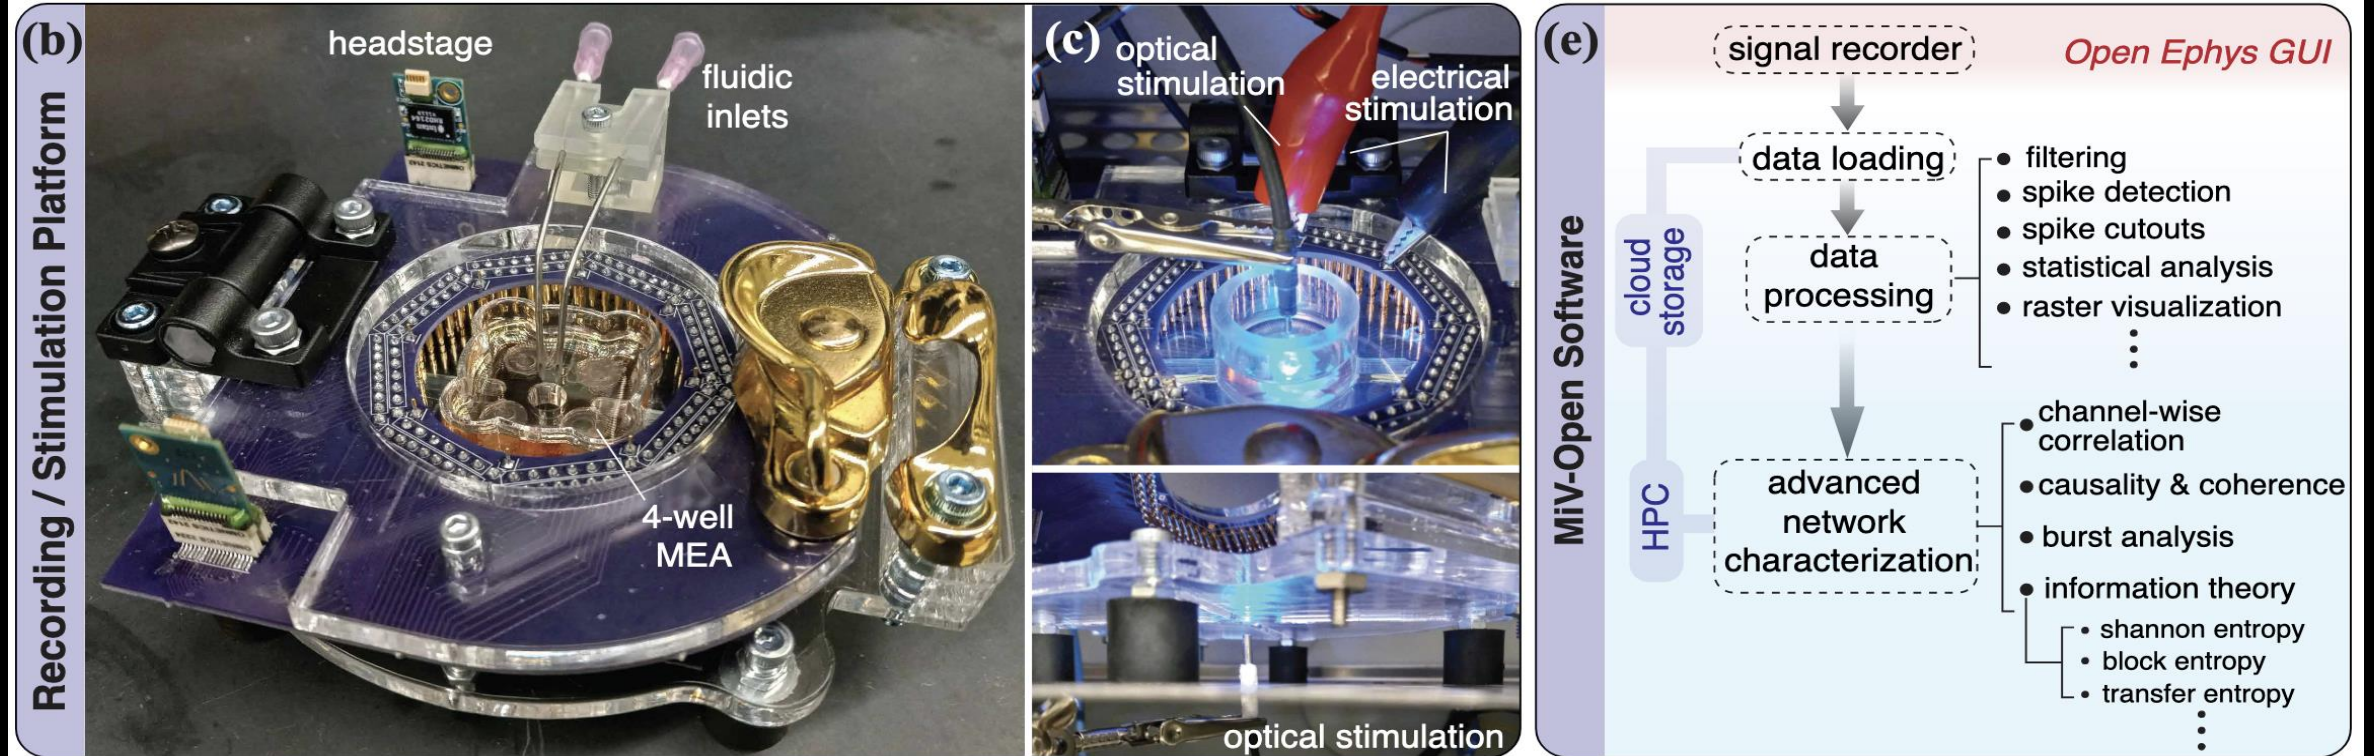 (b)
Recording / Stimulation Platform
headstage
fluidic
inlets
4-well
MEA
(c)
optical
stimulation
electrical
stimulation
optical stimulation
(e)
MiV-Open Software
Open Ephys GUI
signal recorder
data loading
cloud
storage
HPC
data
processing
• filtering
• spike detection
• spike cutouts
• statistical analysis
• raster visualization
advanced
network
characterization
• channel-wise
correlation
• causality & coherence
• burst analysis
• information theory
• shannon entropy
• block entropy
• transfer entropy